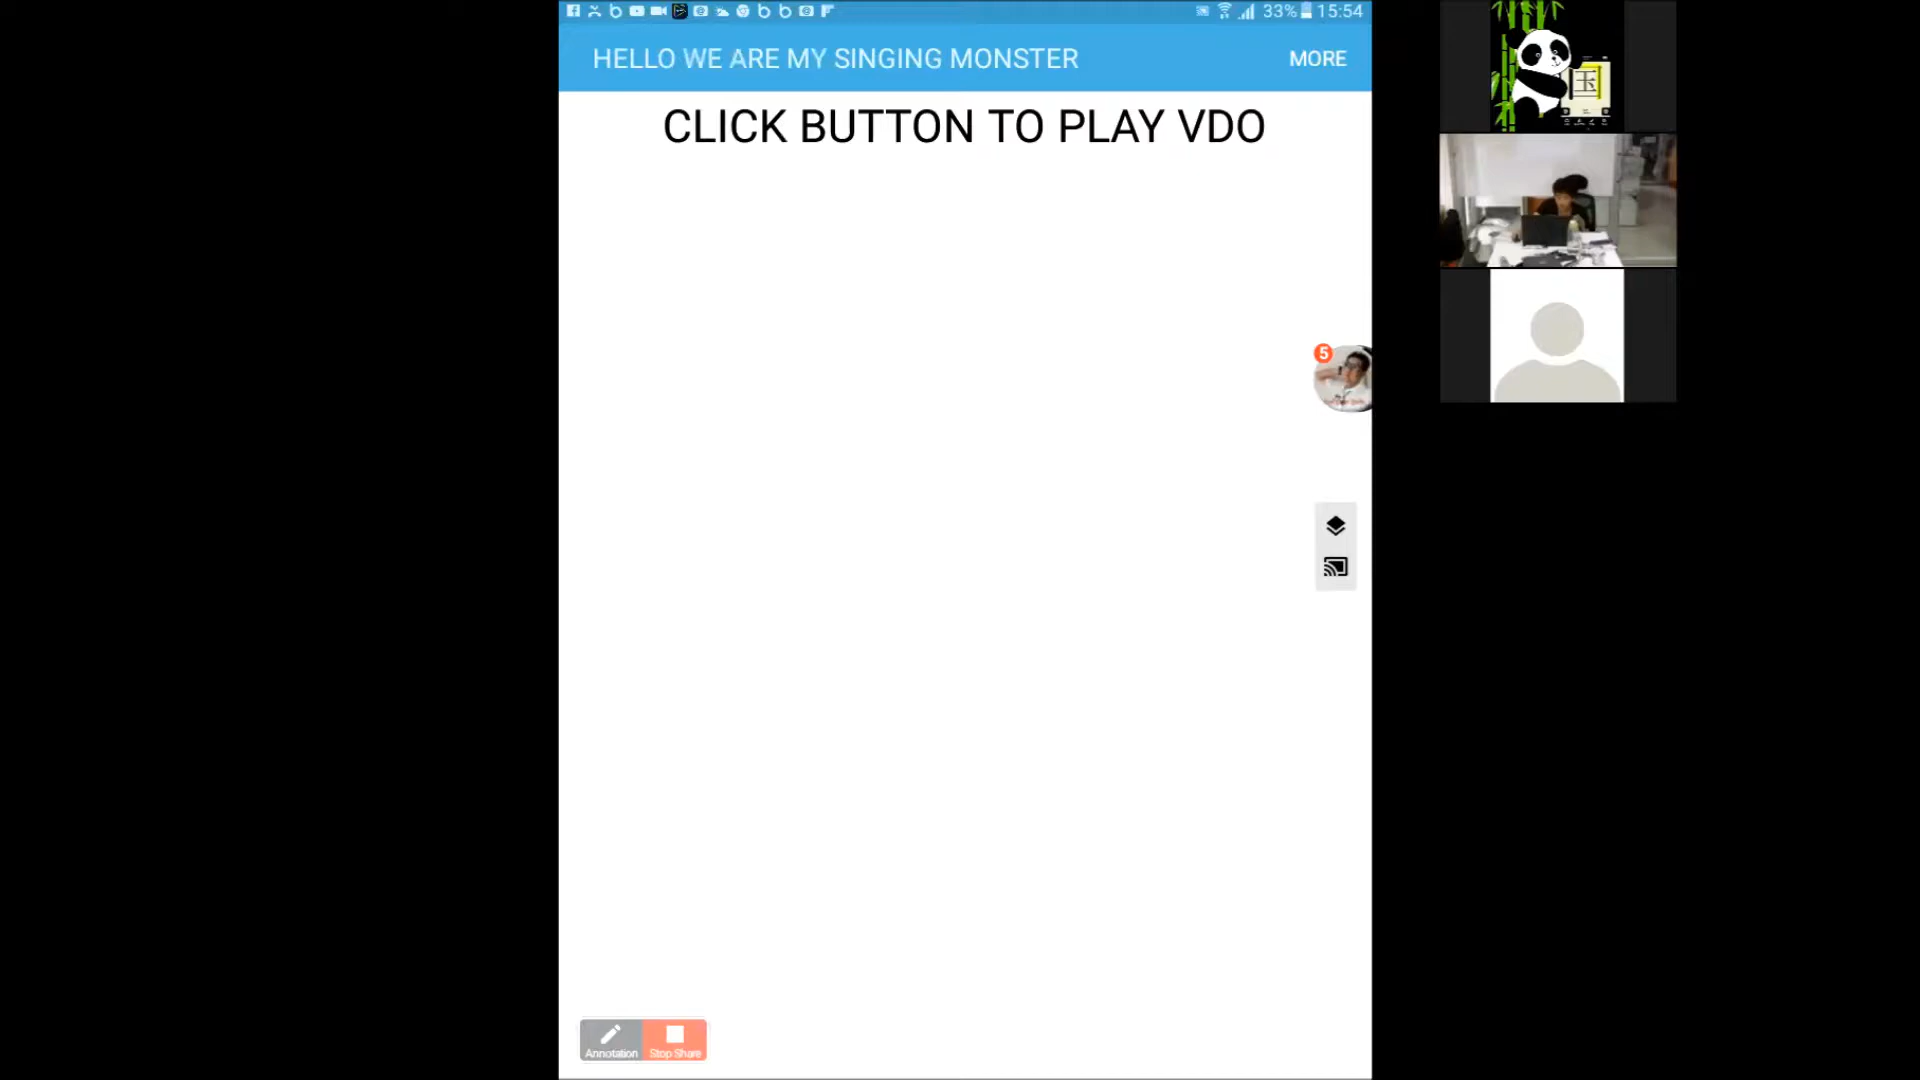 33% 15:54
HELLO WE ARE MY SINGING MONSTER
MORE
CLICK BUTTON TO PLAY VDO
玉
5
Annotation
Stop Share